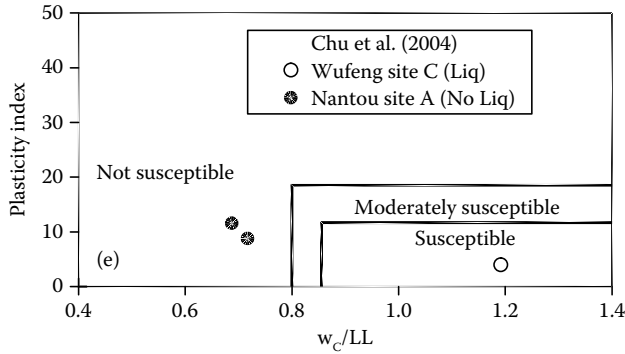 50
40
30
20
10
0
Plasticity index
Chu et al. (2004)
Wufeng site C (Liq)
Nantou site A (No Liq)
Not susceptible
Moderately susceptible
Susceptible
(e)
0.4 0.6 0.8 1.0 1.2 1.4
w_C/LL